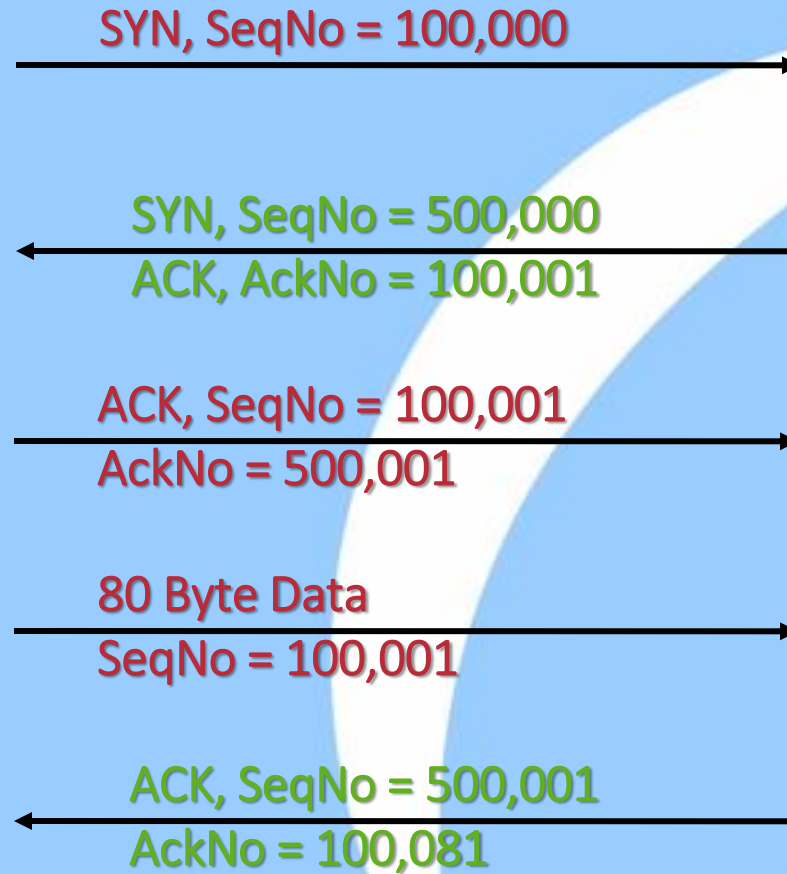 SYN, SeqNo = 100,000
SYN, SeqNo = 500,000
ACK, AckNo = 100,001
ACK, SeqNo = 100,001
AckNo = 500,001
80 Byte Data
SeqNo = 100,001
ACK, SeqNo = 500,001
AckNo = 100,081